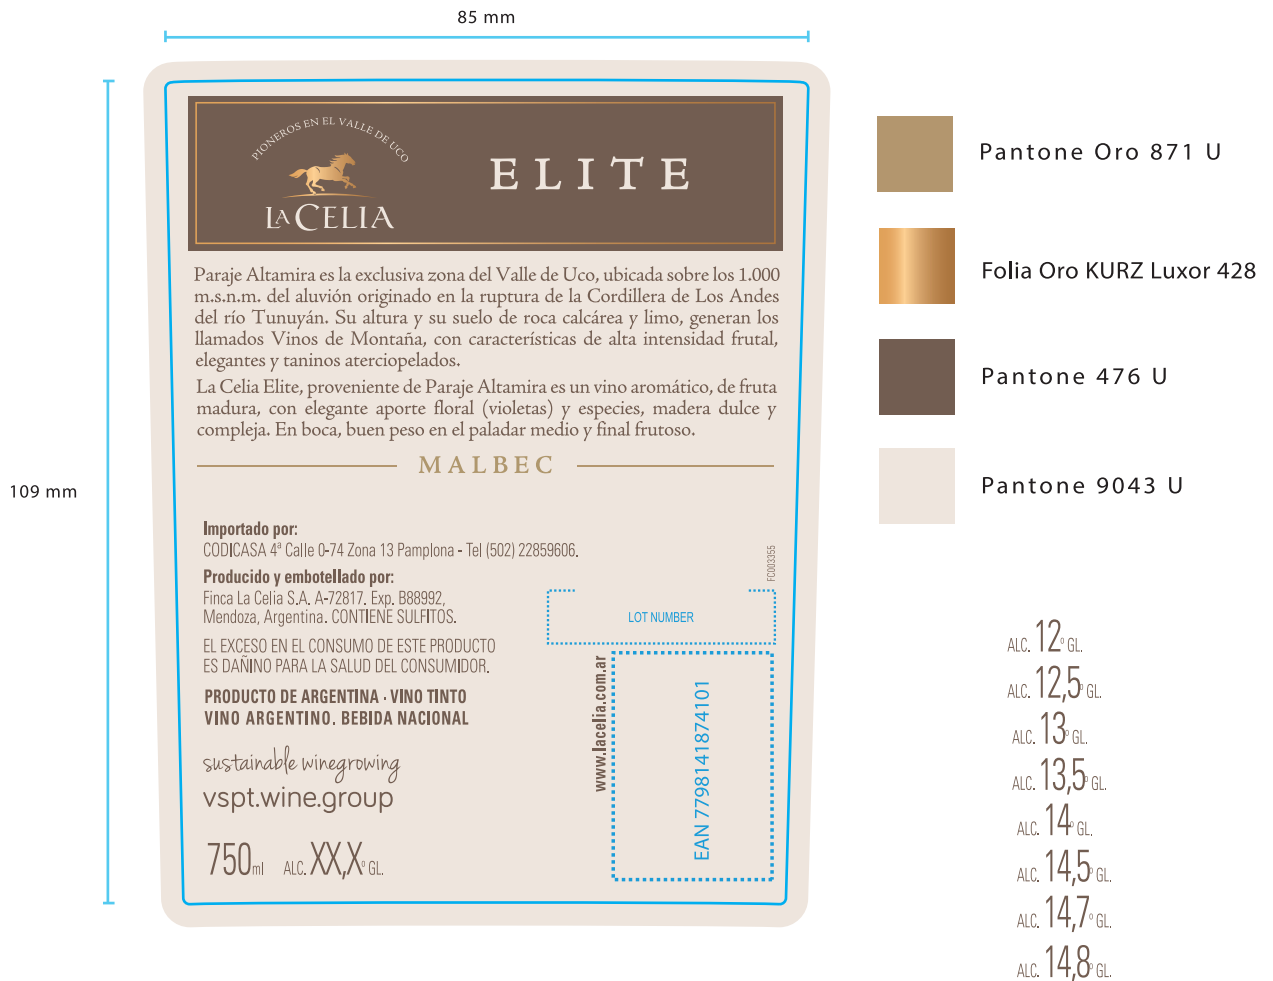 85 mm
109 mm
PIONEROS EN EL VALLE DE UCO
LA CELIA
ELITE
Paraje Altamira es la exclusiva zona del Valle de Uco, ubicada sobre los 1.000
m.s.n.m. del aluvión originado en la ruptura de la Cordillera de Los Andes
del río Tunuyán. Su altura y su suelo de roca calcárea y limo, generan los
llamados Vinos de Montaña, con características de alta intensidad frutal,
elegantes y taninos aterciopelados.
La Celia Elite, proveniente de Paraje Altamira es un vino aromático, de fruta
madura, con elegante aporte floral (violetas) y especies, madera dulce y
compleja. En boca, buen peso en el paladar medio y final frutoso.
MALBEC
Importado por:
CODICASA 4ª Calle 0-74 Zona 13 Pamplona - Tel (502) 22859606.
Producido y embotellado por:
Finca La Celia S.A. A-72817. Exp. B88992,
Mendoza, Argentina. CONTIENE SULFITOS.
EL EXCESO EN EL CONSUMO DE ESTE PRODUCTO
ES DAÑINO PARA LA SALUD DEL CONSUMIDOR.
PRODUCTO DE ARGENTINA · VINO TINTO
VINO ARGENTINO. BEBIDA NACIONAL
sustainable winegrowing
vspt.wine.group
750ml ALC. XX,Xº GL.
FC003355
LOT NUMBER
www.lacelia.com.ar
EAN 7798141874101
Pantone Oro 871 U
Folia Oro KURZ Luxor 428
Pantone 476 U
Pantone 9043 U
ALC. 12º GL.
ALC. 12,5º GL.
ALC. 13º GL.
ALC. 13,5º GL.
ALC. 14º GL.
ALC. 14,5º GL.
ALC. 14,7º GL.
ALC. 14,8º GL.